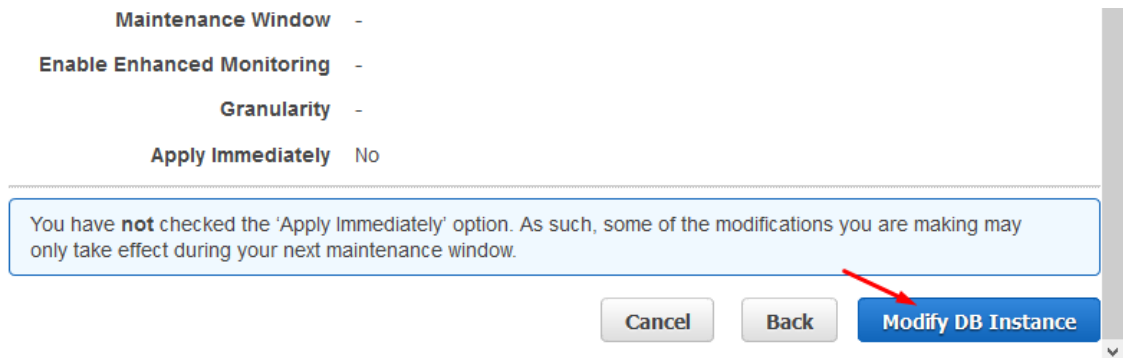 Maintenance Window -
Enable Enhanced Monitoring -
Granularity -
Apply Immediately No
You have not checked the ‘Apply Immediately’ option. As such, some of the modifications you are making may
only take effect during your next maintenance window.
Cancel Back Modify DB Instance